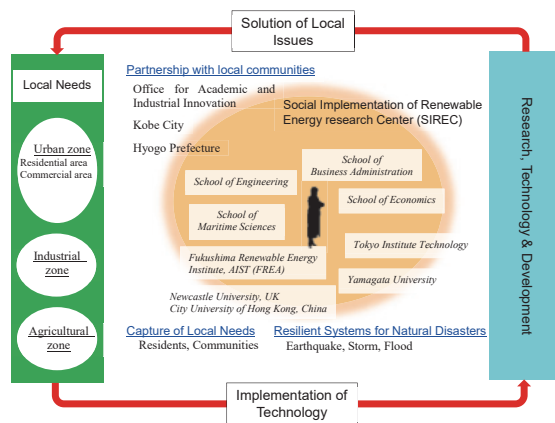 Solution of Local
Issues
Local Needs
Urban zone
Residential area
Commercial area
Industrial
zone
Agricultural
zone
Partnership with local communities
Office for Academic and
Industrial Innovation
Kobe City
Hyogo Prefecture
Social Implementation of Renewable
Energy research Center (SIREC)
School of
Business Administration
School of Engineering
School of Economics
School of
Maritime Sciences
Tokyo Institute Technology
Fukushima Renewable Energy
Institute, AIST (FREA)
Yamagata University
Newcastle University, UK
City University of Hong Kong, China
Capture of Local Needs
Residents, Communities
Resilient Systems for Natural Disasters
Earthquake, Storm, Flood
Research, Technology & Development
Implementation of
Technology